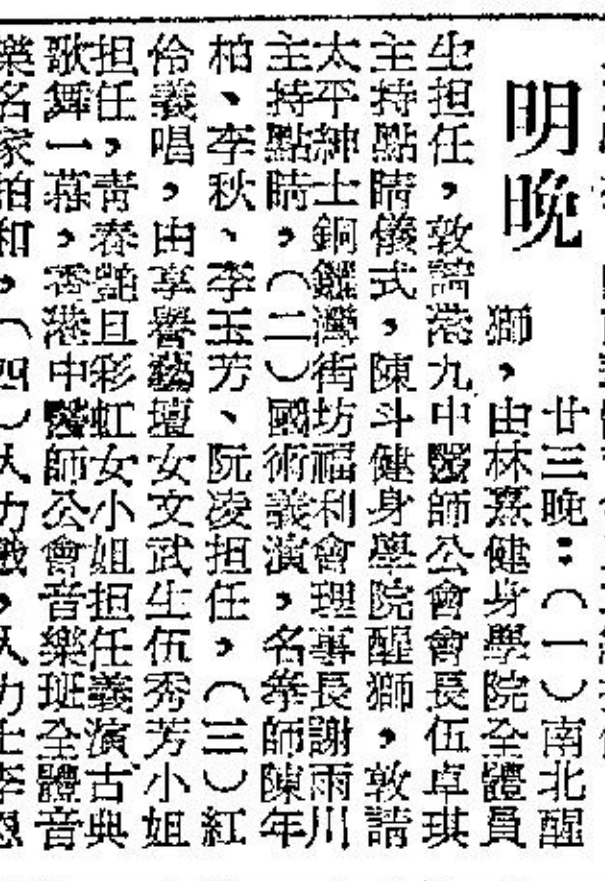 明晚
廿三晚：（一）南北醒
獅，由林熹健身學院全體員
生担任，敦請港九中醫師公會會長伍卓琪
主持點睛儀式，陳斗健身學院醒獅，敦請
太平紳士銅鑼灣街坊福利會理事長謝雨川
主持點睛，（二）國術義演，名拳師陳年
柏、李秋、李玉芳、阮凌担任，（三）紅
伶義唱，由享譽藝壇女文武生伍秀芳小姐
担任，青春艷旦彩虹女小姐担任義演古典
歌舞一幕，香港中醫師公會音樂班全體音
樂名家拍和，（四）人力戲，人力士李恩